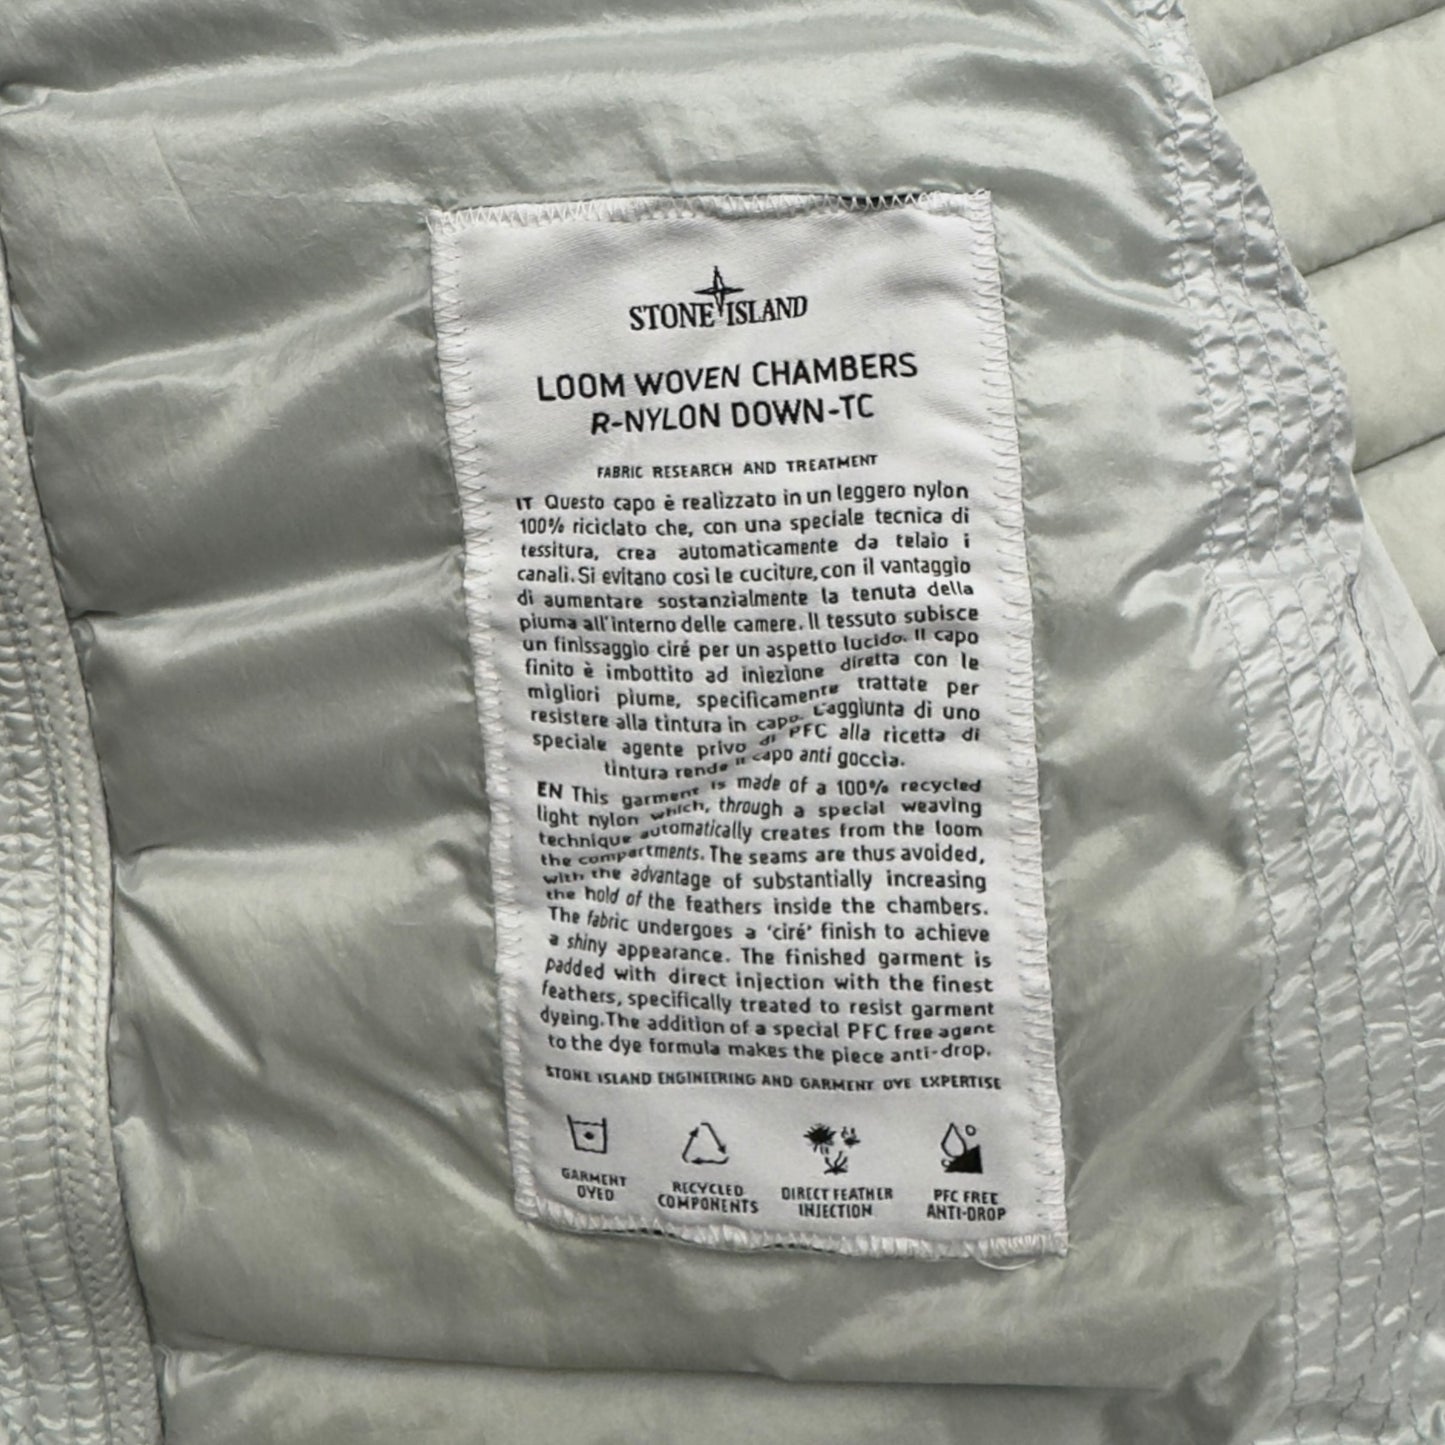 STONE ISLAND
LOOM WOVEN CHAMBERS
R-NYLON DOWN-TC
FABRIC RESEARCH AND TREATMENT
IT Questo capo è realizzato in un leggero nylon
100% riciclato che, con una speciale tecnica di
tessitura, crea automaticamente da telaio i
canali. Si evitano così le cuciture, con il vantaggio
di aumentare sostanzialmente la tenuta della
piuma all'interno delle camere. Il tessuto subisce
un finissaggio ciré per un aspetto lucido. Il capo
finito è imbottito ad iniezione diretta con le
migliori piume, specificamente trattate per
resistere alla tintura in capo. L'aggiunta di uno
speciale agente privo di PFC alla ricetta di
tintura rende il capo anti goccia.
EN This garment is made of a 100% recycled
light nylon which, through a special weaving
technique automatically creates from the loom
the compartments. The seams are thus avoided,
with the advantage of substantially increasing
the hold of the feathers inside the chambers.
The fabric undergoes a 'ciré' finish to achieve
a shiny appearance. The finished garment is
padded with direct injection with the finest
feathers, specifically treated to resist garment
dyeing. The addition of a special PFC free agent
to the dye formula makes the piece anti-drop.
STONE ISLAND ENGINEERING AND GARMENT DYE EXPERTISE
GARMENT
DYED
RECYCLED
COMPONENTS
DIRECT FEATHER
INJECTION
PFC FREE
ANTI-DROP